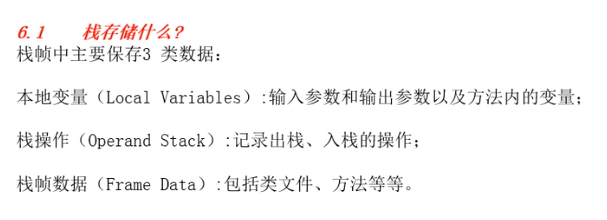 6.1 栈存储什么?
栈帧中主要保存3 类数据：
本地变量（Local Variables）:输入参数和输出参数以及方法内的变量;
栈操作（Operand Stack）:记录出栈、入栈的操作;
栈帧数据（Frame Data）:包括类文件、方法等等。